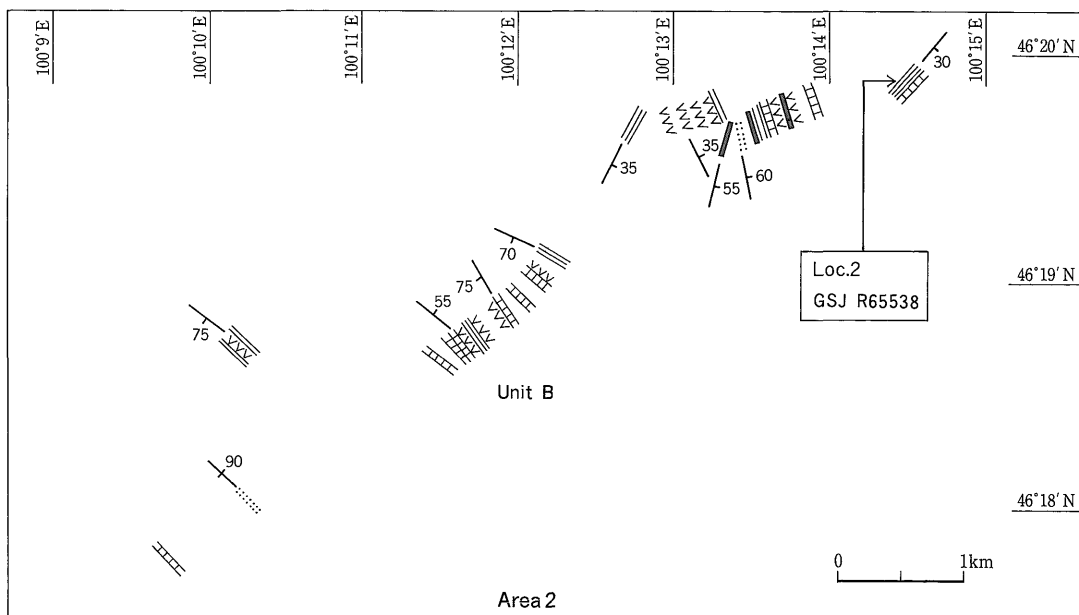 100°9′E
100°10′E
100°11′E
100°12′E
100°13′E
100°14′E
100°15′E
46°20′N
30
35
35
55
60
70
75
55
75
46°19′N
Loc.2
GSJ R65538
Unit B
90
46°18′N
0 1km
Area 2